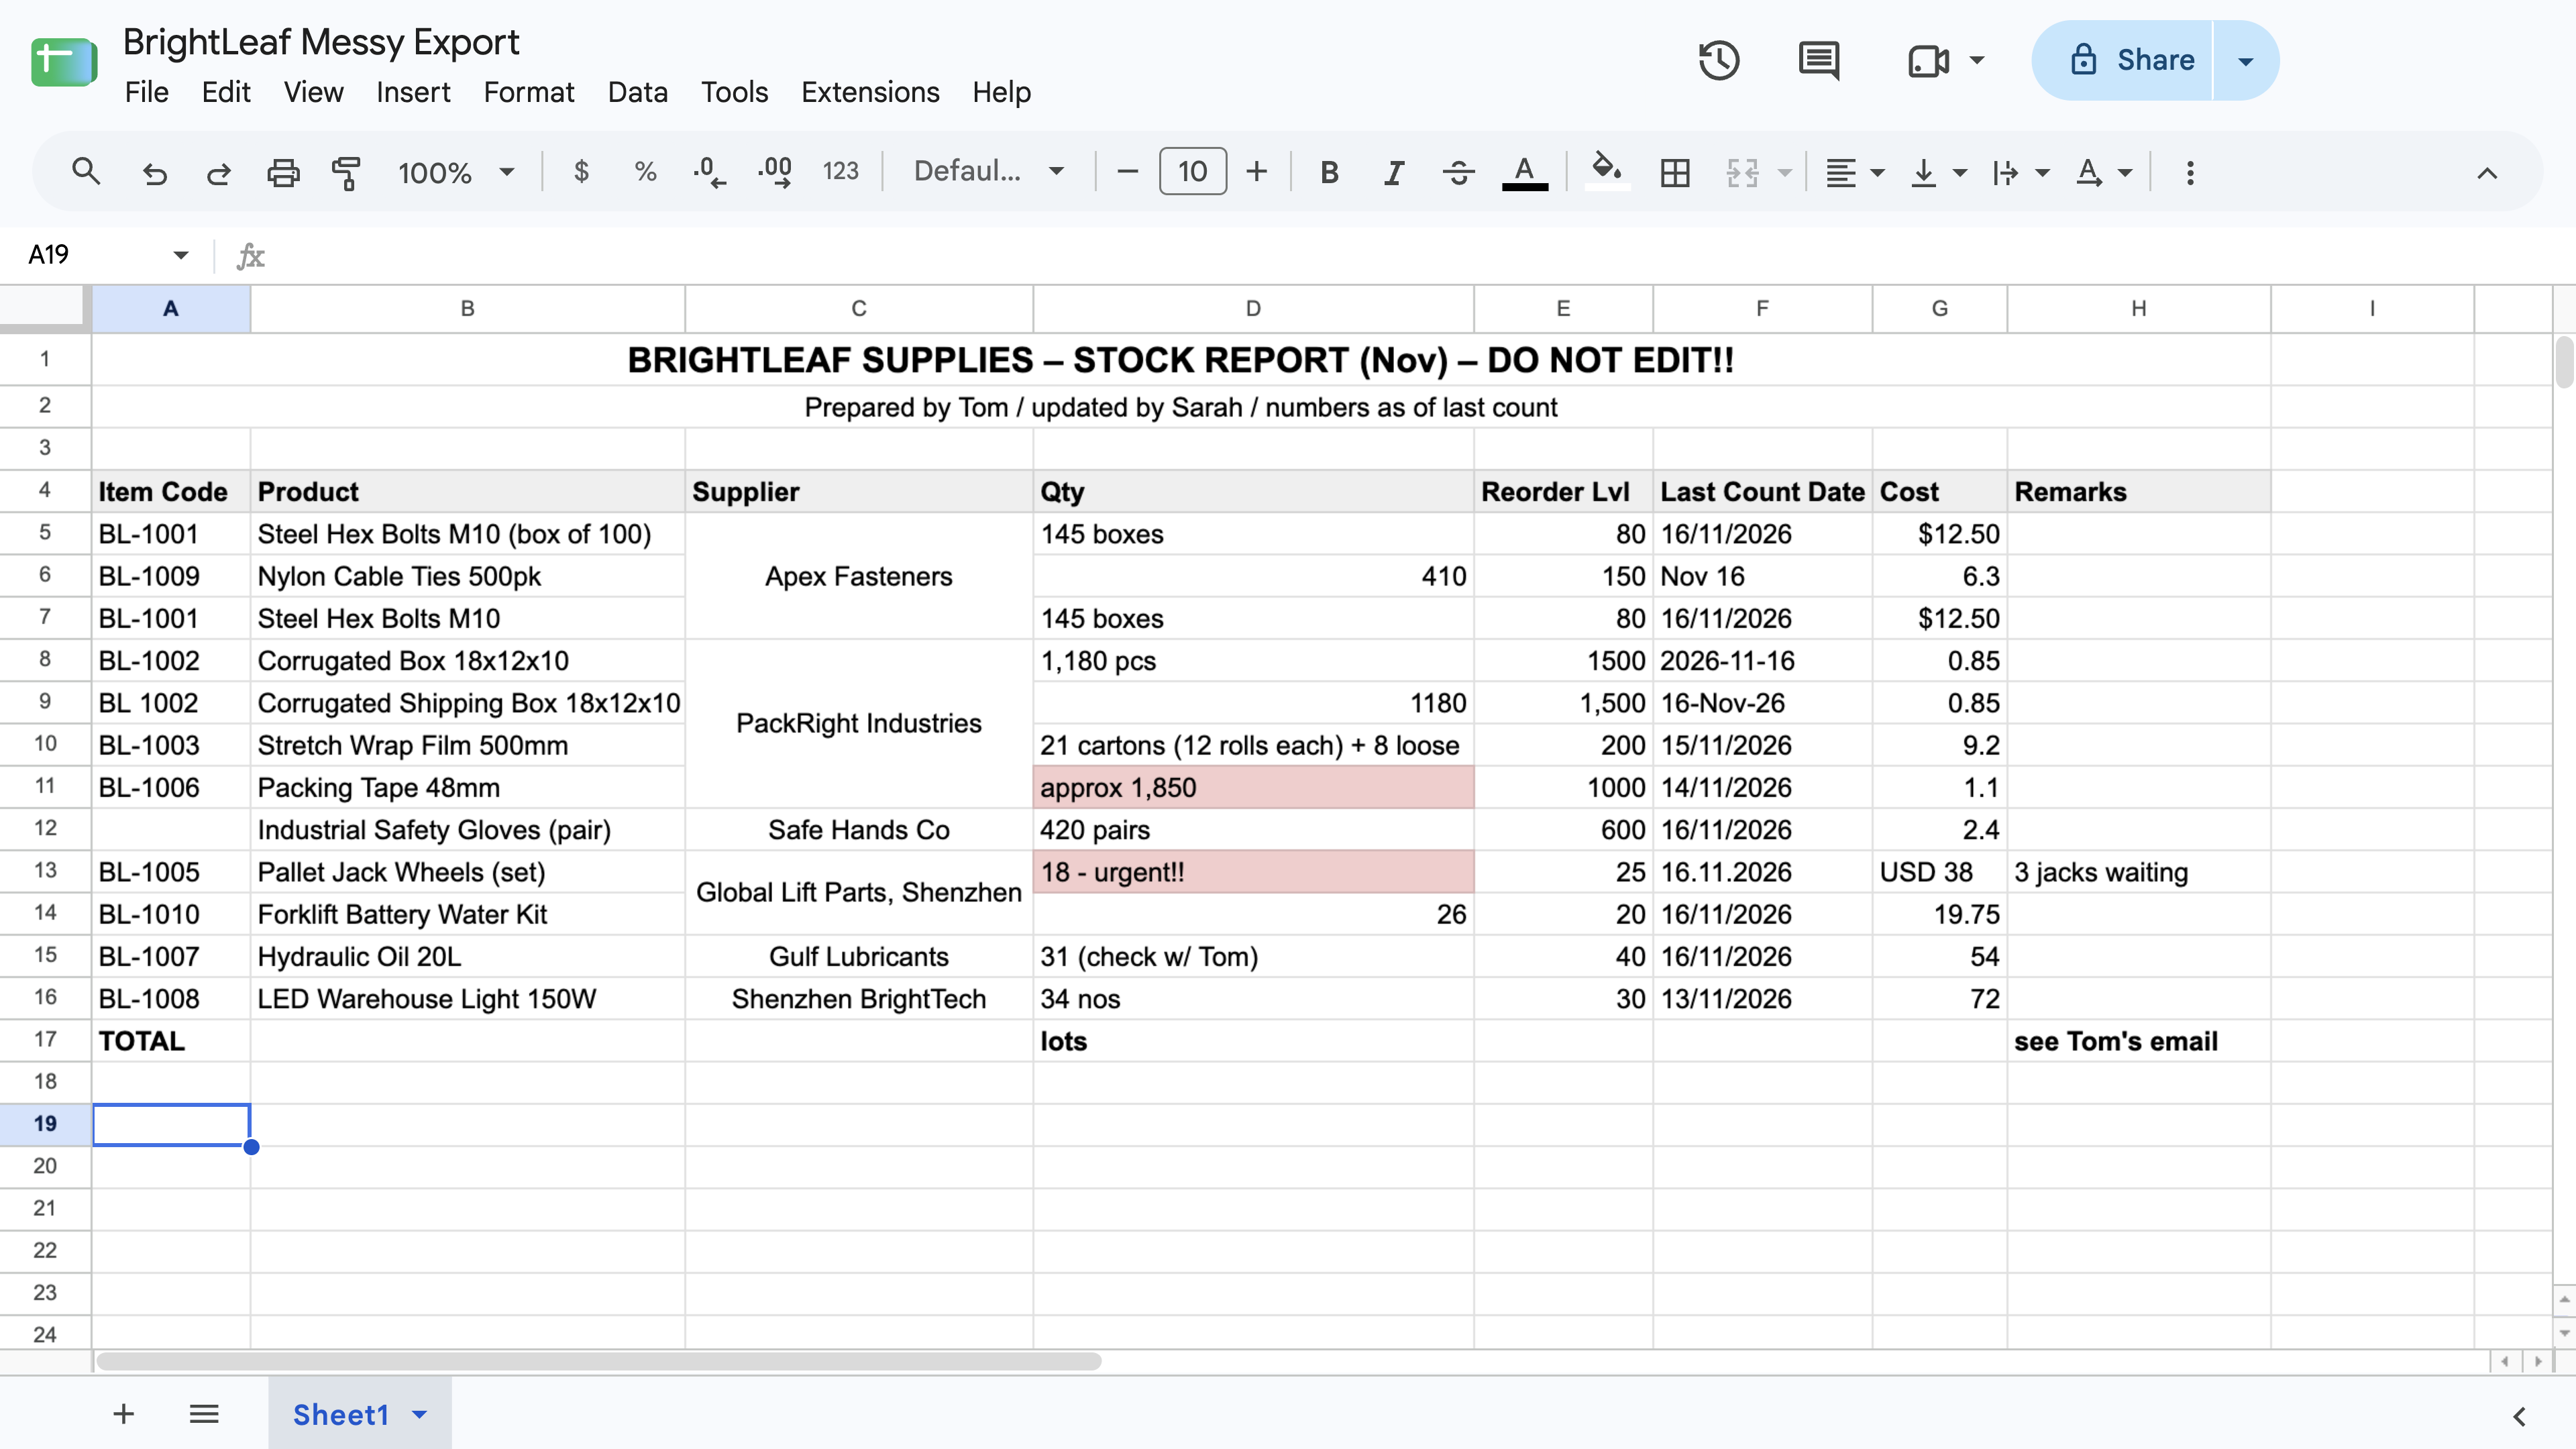 BrightLeaf Messy Export
File Edit View Insert Format Data Tools Extensions Help
Share
100% $ % .0 .00 123 Defaul... 10 B I A A
A19 fx
A B C D E F G H I
1 BRIGHTLEAF SUPPLIES – STOCK REPORT (Nov) – DO NOT EDIT!!
2 Prepared by Tom / updated by Sarah / numbers as of last count
3
4 Item Code Product Supplier Qty Reorder Lvl Last Count Date Cost Remarks
5 BL-1001 Steel Hex Bolts M10 (box of 100) 145 boxes 80 16/11/2026 $12.50
6 BL-1009 Nylon Cable Ties 500pk Apex Fasteners 410 150 Nov 16 6.3
7 BL-1001 Steel Hex Bolts M10 145 boxes 80 16/11/2026 $12.50
8 BL-1002 Corrugated Box 18x12x10 1,180 pcs 1500 2026-11-16 0.85
9 BL 1002 Corrugated Shipping Box 18x12x10 PackRight Industries 1180 1,500 16-Nov-26 0.85
10 BL-1003 Stretch Wrap Film 500mm 21 cartons (12 rolls each) + 8 loose 200 15/11/2026 9.2
11 BL-1006 Packing Tape 48mm approx 1,850 1000 14/11/2026 1.1
12 Industrial Safety Gloves (pair) Safe Hands Co 420 pairs 600 16/11/2026 2.4
13 BL-1005 Pallet Jack Wheels (set) Global Lift Parts, Shenzhen 18 - urgent!! 25 16.11.2026 USD 38 3 jacks waiting
14 BL-1010 Forklift Battery Water Kit 26 20 16/11/2026 19.75
15 BL-1007 Hydraulic Oil 20L Gulf Lubricants 31 (check w/ Tom) 40 16/11/2026 54
16 BL-1008 LED Warehouse Light 150W Shenzhen BrightTech 34 nos 30 13/11/2026 72
17 TOTAL lots see Tom's email
18
19
20
21
22
23
24
Sheet1